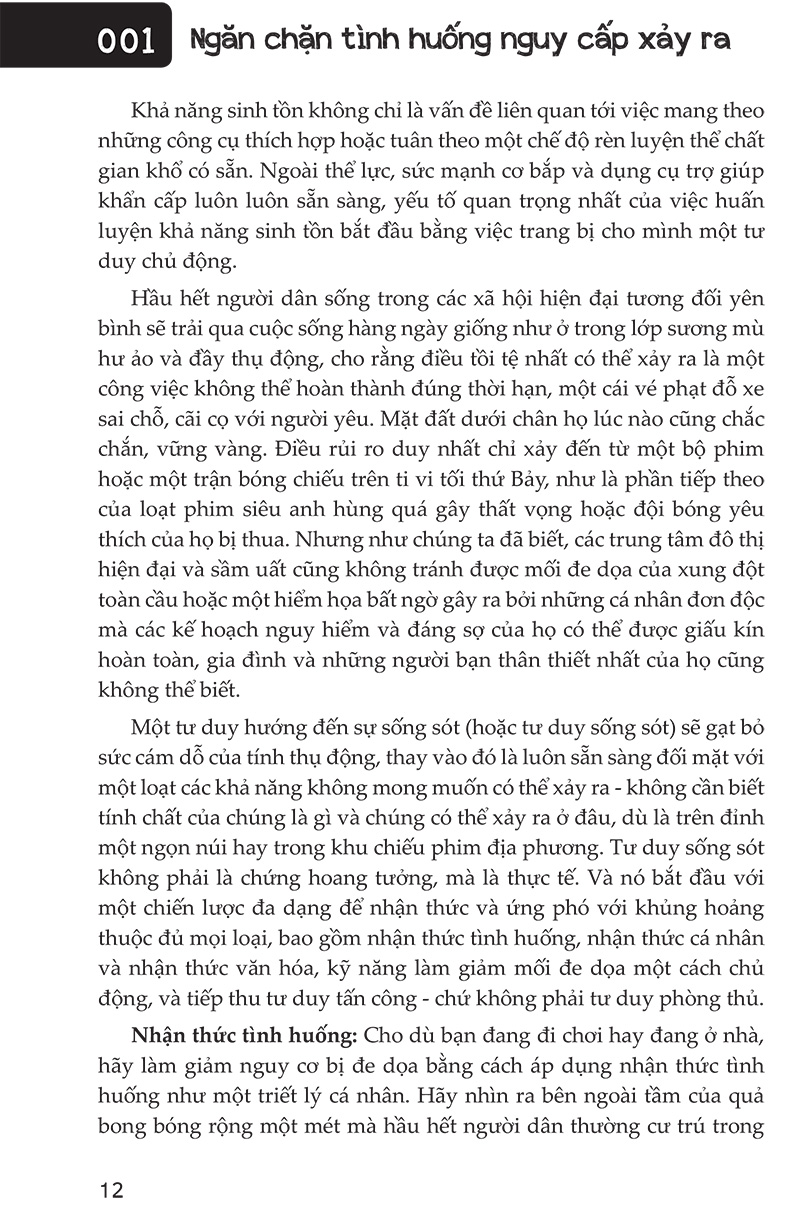 001 Ngăn chặn tình huống nguy cấp xảy ra
Khả năng sinh tồn không chỉ là vấn đề liên quan tới việc mang theo
những công cụ thích hợp hoặc tuân theo một chế độ rèn luyện thể chất
gian khổ có sẵn. Ngoài thể lực, sức mạnh cơ bắp và dụng cụ trợ giúp
khẩn cấp luôn luôn sẵn sàng, yếu tố quan trọng nhất của việc huấn
luyện khả năng sinh tồn bắt đầu bằng việc trang bị cho mình một tư
duy chủ động.
Hầu hết người dân sống trong các xã hội hiện đại tương đối yên
bình sẽ trải qua cuộc sống hàng ngày giống như ở trong lớp sương mù
hư ảo và đầy thụ động, cho rằng điều tồi tệ nhất có thể xảy ra là một
công việc không thể hoàn thành đúng thời hạn, một cái vé phạt đỗ xe
sai chỗ, cãi cọ với người yêu. Mặt đất dưới chân họ lúc nào cũng chắc
chắn, vững vàng. Điều rủi ro duy nhất chỉ xảy đến từ một bộ phim
hoặc một trận bóng chiếu trên ti vi tối thứ Bảy, như là phần tiếp theo
của loạt phim siêu anh hùng quá gây thất vọng hoặc đội bóng yêu
thích của họ bị thua. Nhưng như chúng ta đã biết, các trung tâm đô thị
hiện đại và sầm uất cũng không tránh được mối đe dọa của xung đột
toàn cầu hoặc một hiểm họa bất ngờ gây ra bởi những cá nhân đơn độc
mà các kế hoạch nguy hiểm và đáng sợ của họ có thể được giấu kín
hoàn toàn, gia đình và những người bạn thân thiết nhất của họ cũng
không thể biết.
Một tư duy hướng đến sự sống sót (hoặc tư duy sống sót) sẽ gạt bỏ
sức cám dỗ của tính thụ động, thay vào đó là luôn sẵn sàng đối mặt với
một loạt các khả năng không mong muốn có thể xảy ra - không cần biết
tính chất của chúng là gì và chúng có thể xảy ra ở đâu, dù là trên đỉnh
một ngọn núi hay trong khu chiếu phim địa phương. Tư duy sống sót
không phải là chứng hoang tưởng, mà là thực tế. Và nó bắt đầu với
một chiến lược đa dạng để nhận thức và ứng phó với khủng hoảng
thuộc đủ mọi loại, bao gồm nhận thức tình huống, nhận thức cá nhân
và nhận thức văn hóa, kỹ năng làm giảm mối đe dọa một cách chủ
động, và tiếp thu tư duy tấn công - chứ không phải tư duy phòng thủ.
Nhận thức tình huống: Cho dù bạn đang đi chơi hay đang ở nhà,
hãy làm giảm nguy cơ bị đe dọa bằng cách áp dụng nhận thức tình
huống như một triết lý cá nhân. Hãy nhìn ra bên ngoài tầm của quả
bong bóng rộng một mét mà hầu hết người dân thường cư trú trong
12